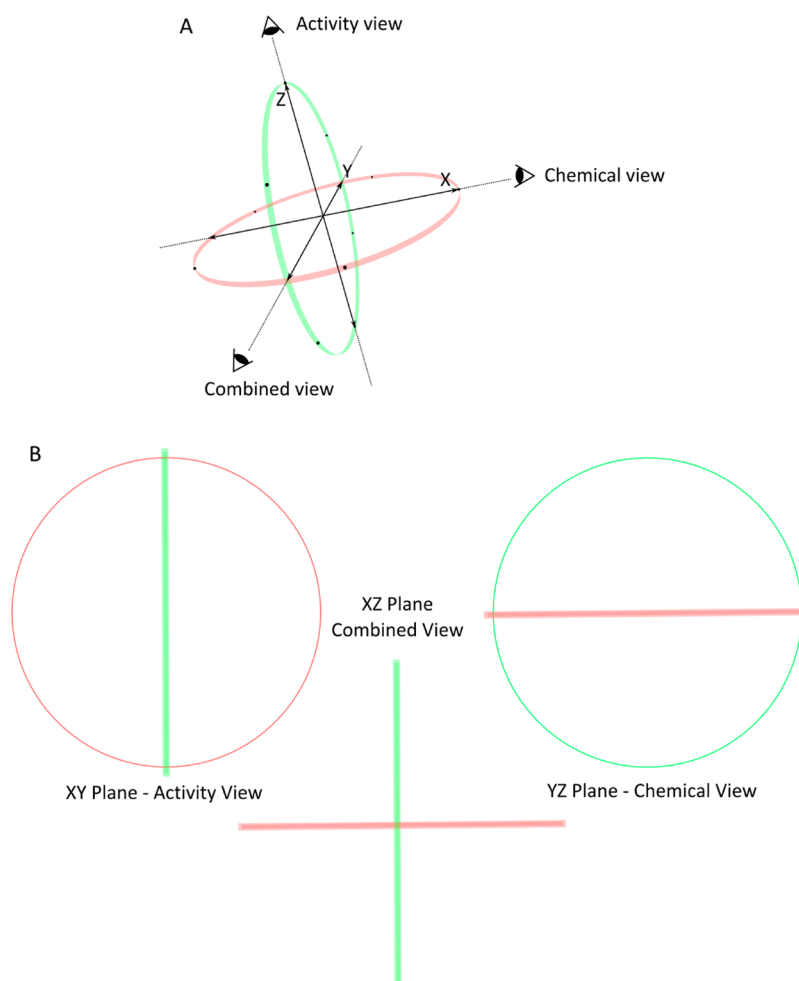 A
Activity view
Z
Y
X
Chemical view
Combined view
B
XZ Plane
Combined View
XY Plane - Activity View
YZ Plane - Chemical View